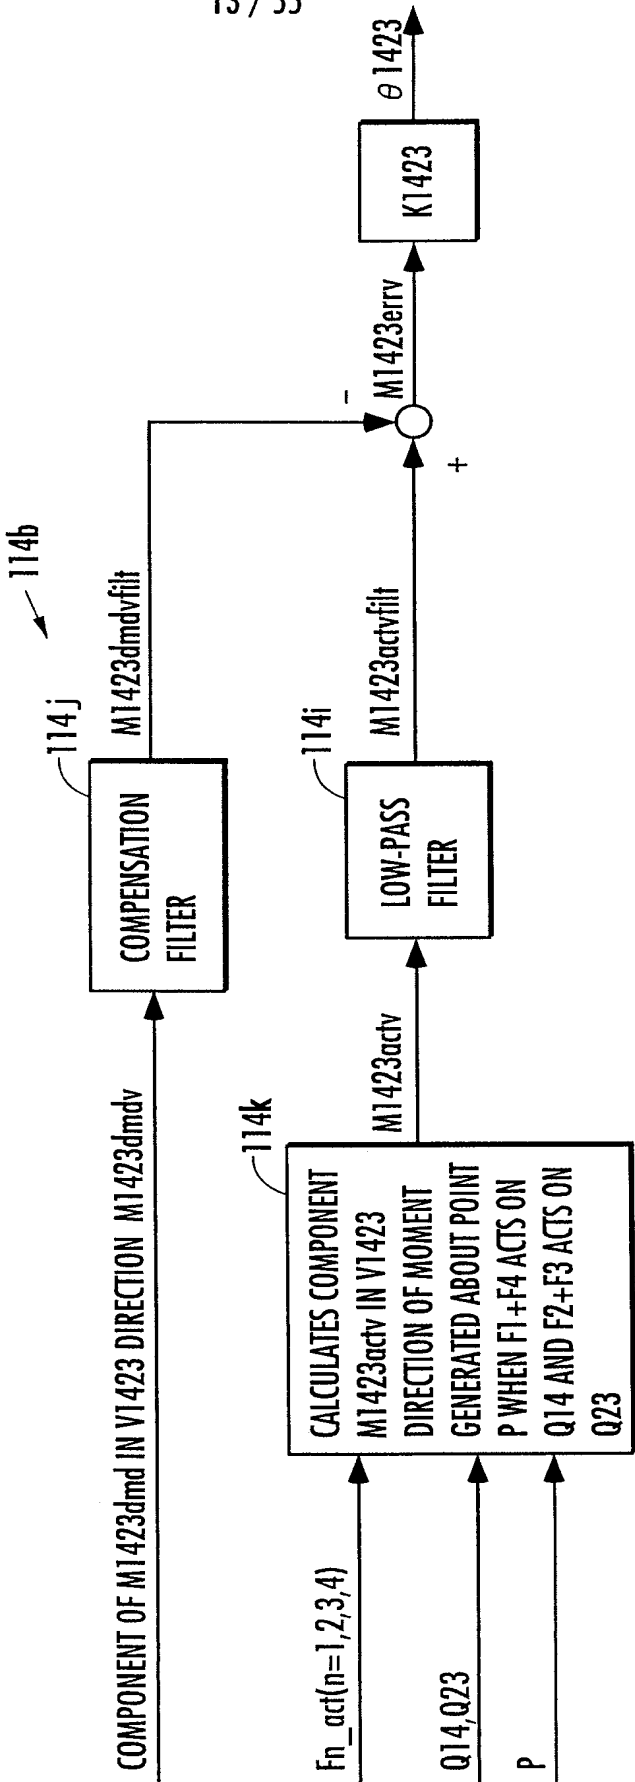 13 / 55
114b
COMPONENT OF M1423dmd IN V1423 DIRECTION M1423dmdv
114j
COMPENSATION
FILTER
M1423dmdvfilt
-
Fn_act(n=1,2,3,4)
Q14,Q23
P
114k
CALCULATES COMPONENT
M1423actv IN V1423
DIRECTION OF MOMENT
GENERATED ABOUT POINT
P WHEN F1+F4 ACTS ON
Q14 AND F2+F3 ACTS ON
Q23
M1423actv
114i
LOW-PASS
FILTER
M1423actvfilt
+
M1423errv
K1423
θ1423